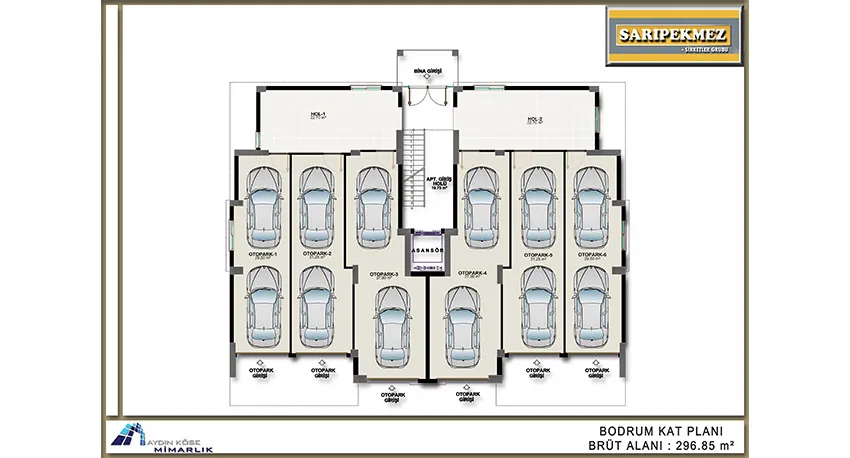 SARIPEKMEZ
- ŞİRKETLER GRUBU
BİNA GİRİŞİ
HOL-1
HOL-2
APT. GİRİŞ
HOLÜ
ASANSÖR
OTOPARK-1
OTOPARK-2
OTOPARK-3
OTOPARK-4
OTOPARK-5
OTOPARK-6
OTOPARK
GİRİŞİ
OTOPARK
GİRİŞİ
OTOPARK
GİRİŞİ
OTOPARK
GİRİŞİ
OTOPARK
GİRİŞİ
OTOPARK
GİRİŞİ
AYDIN KÖSE
MİMARLIK
BODRUM KAT PLANI
BRÜT ALANI : 296.85 m²